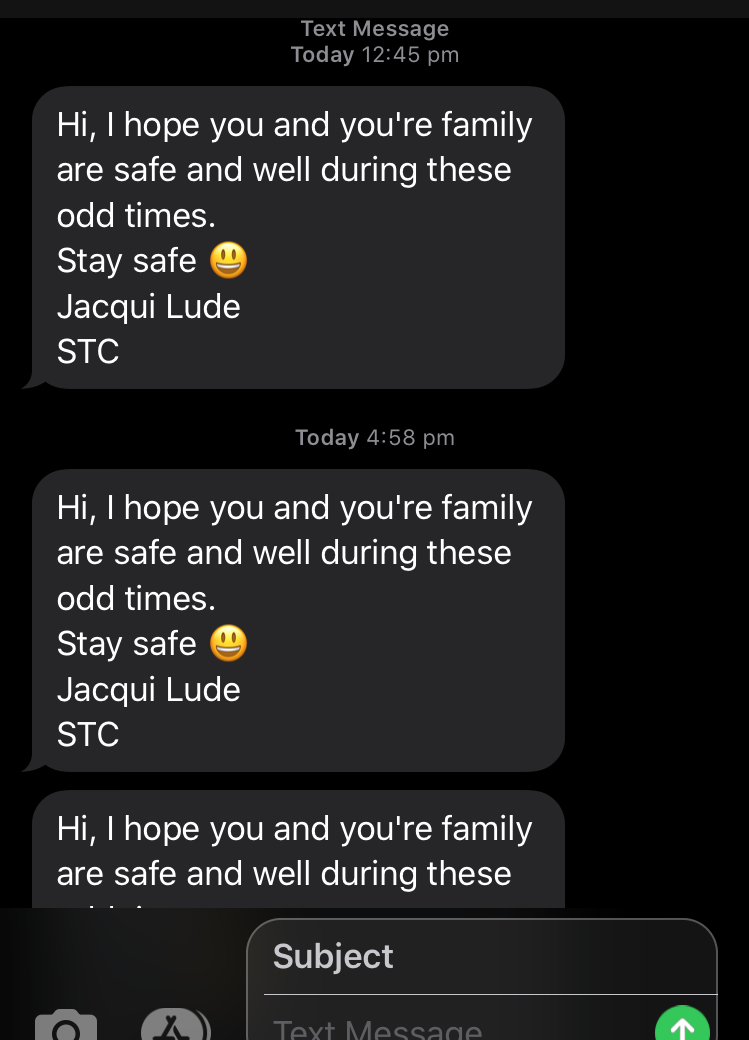 Text Message
Today 12:45 pm
Hi, I hope you and you're family
are safe and well during these
odd times.
Stay safe 😃
Jacqui Lude
STC
Today 4:58 pm
Hi, I hope you and you're family
are safe and well during these
odd times.
Stay safe 😃
Jacqui Lude
STC
Hi, I hope you and you're family
are safe and well during these
Subject
Text Message